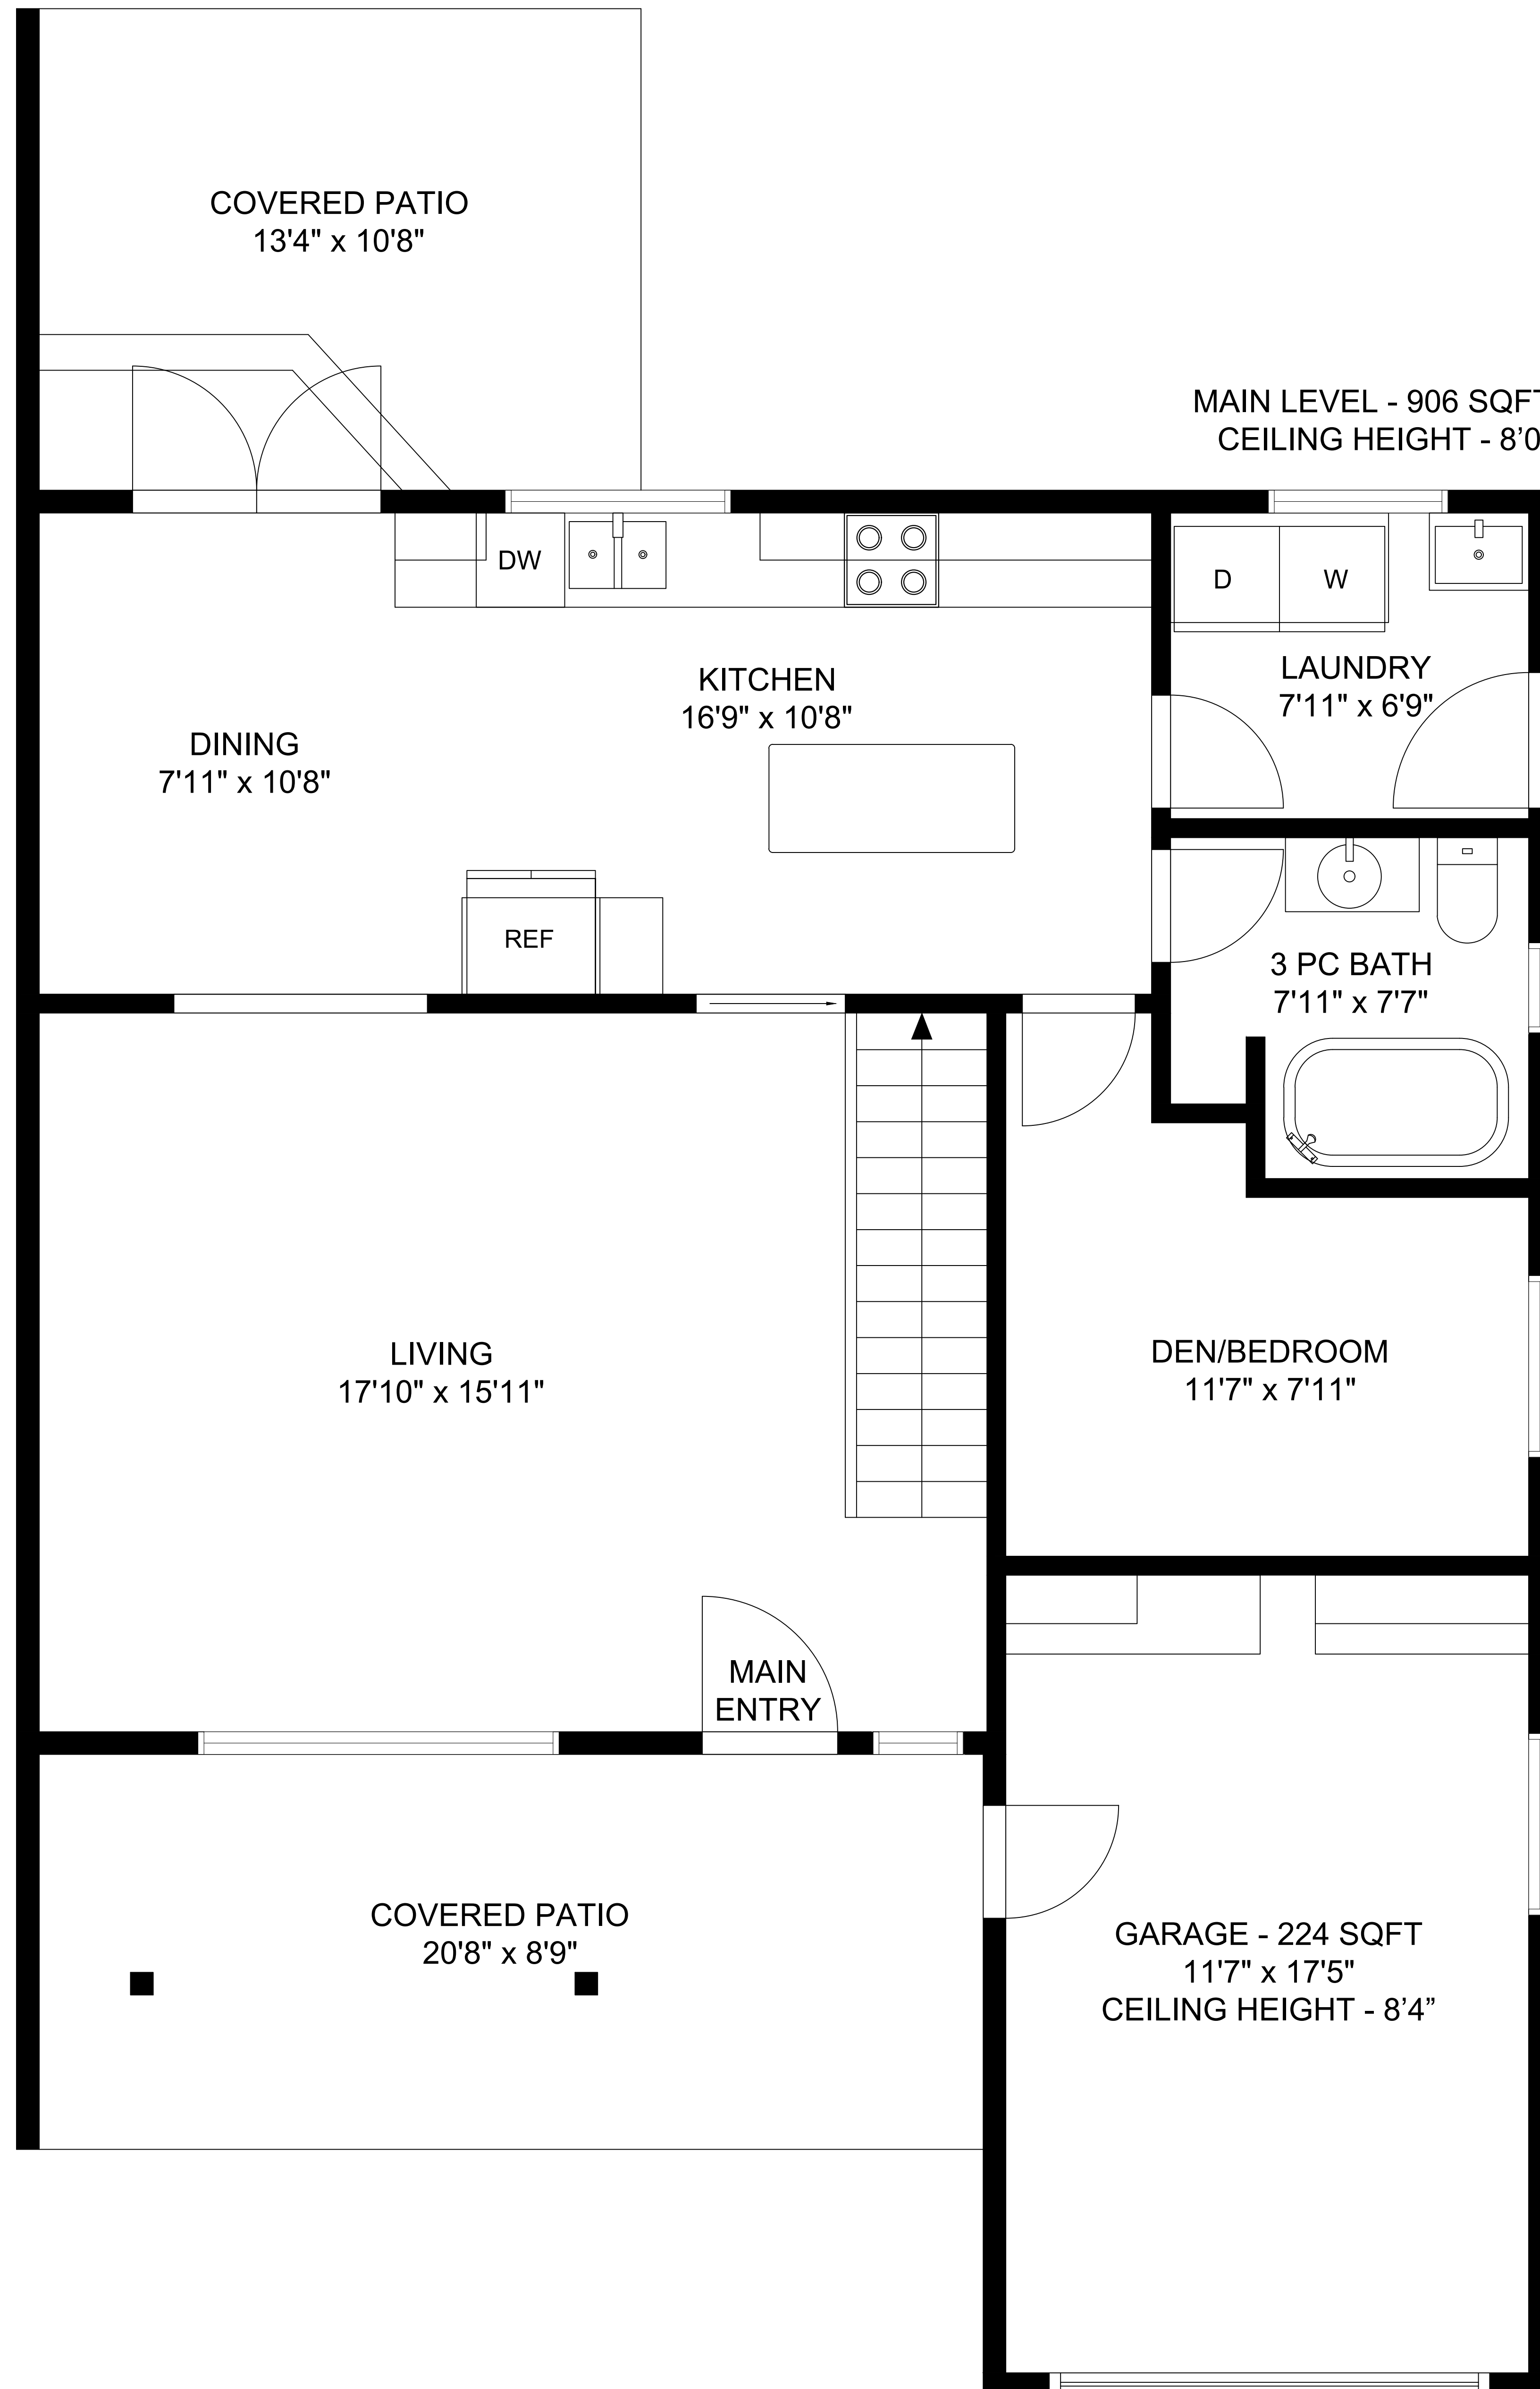 COVERED PATIO
13'4" x 10'8"
MAIN LEVEL - 906 SQFT
CEILING HEIGHT - 8’0
DW
D
W
KITCHEN
16'9" x 10'8"
LAUNDRY
7'11" x 6'9"
DINING
7'11" x 10'8"
REF
3 PC BATH
7'11" x 7'7"
LIVING
17'10" x 15'11"
DEN/BEDROOM
11'7" x 7'11"
MAIN
ENTRY
COVERED PATIO
20'8" x 8'9"
GARAGE - 224 SQFT
11'7" x 17'5"
CEILING HEIGHT - 8’4”